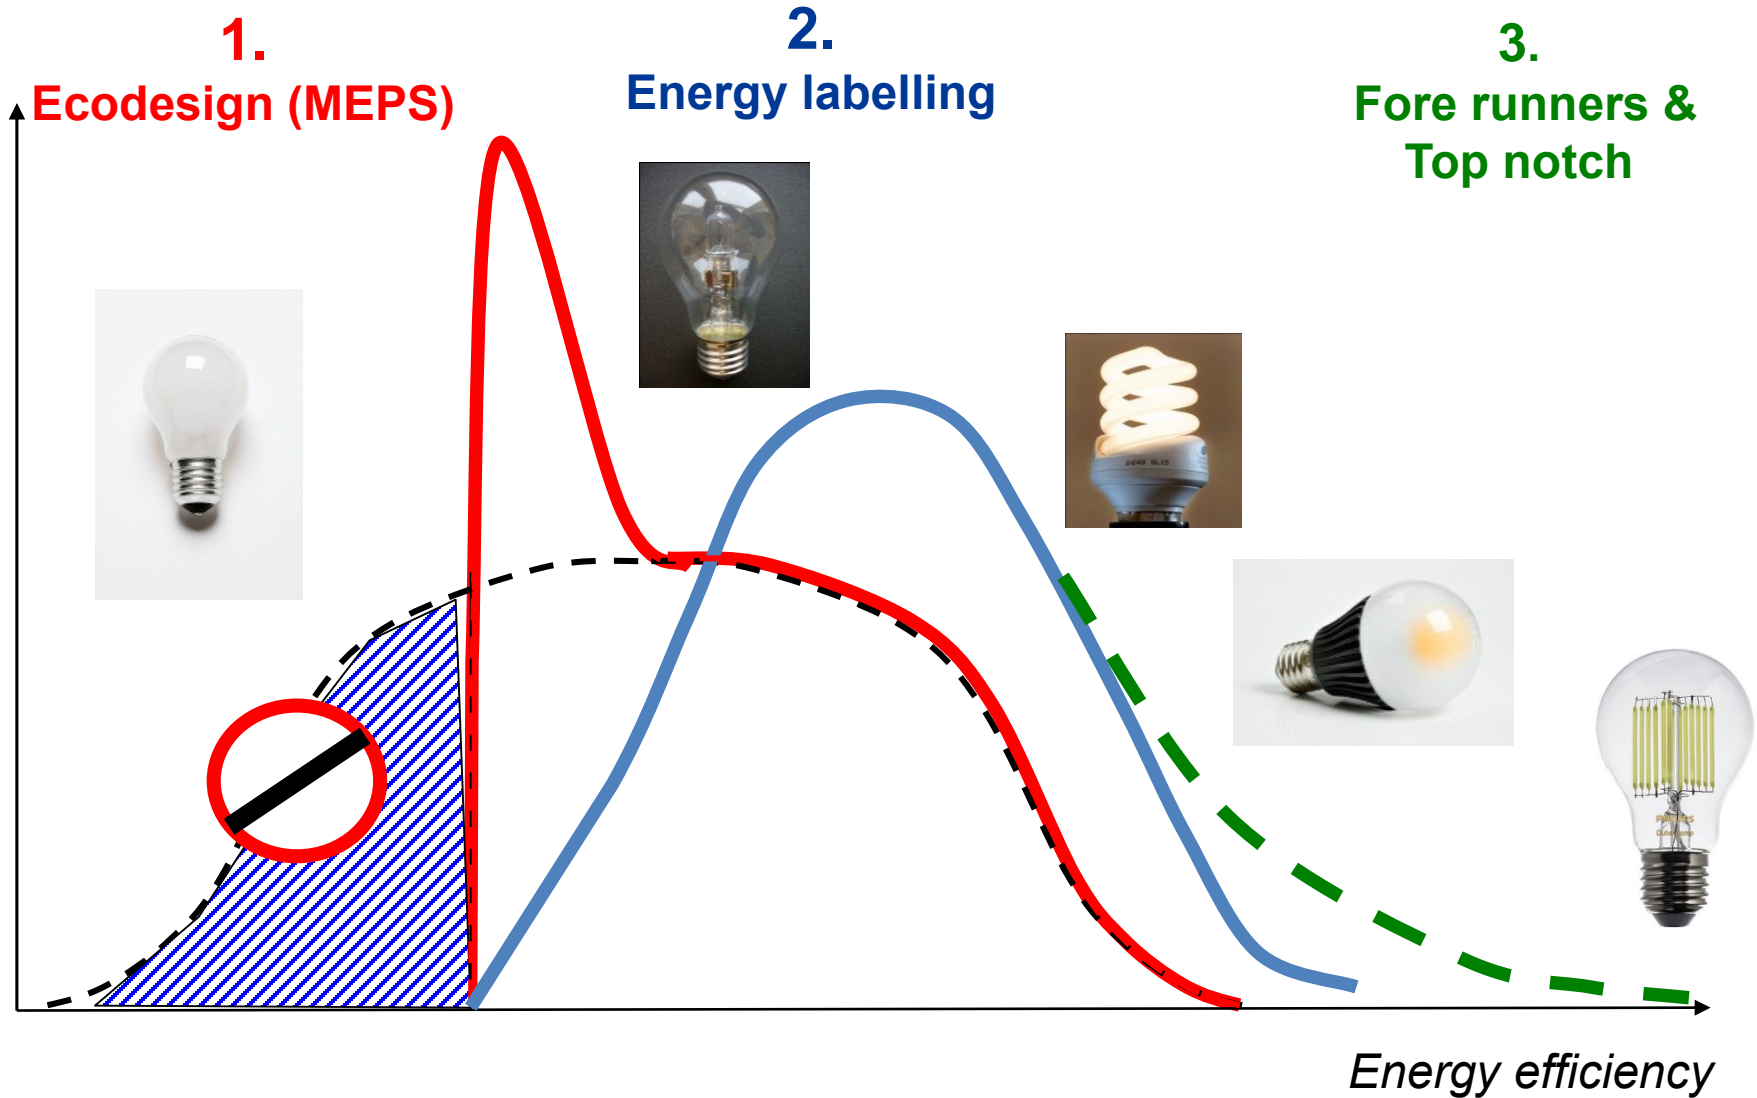 1.
Ecodesign (MEPS)
2.
Energy labelling
3.
Fore runners &
Top notch
Energy efficiency